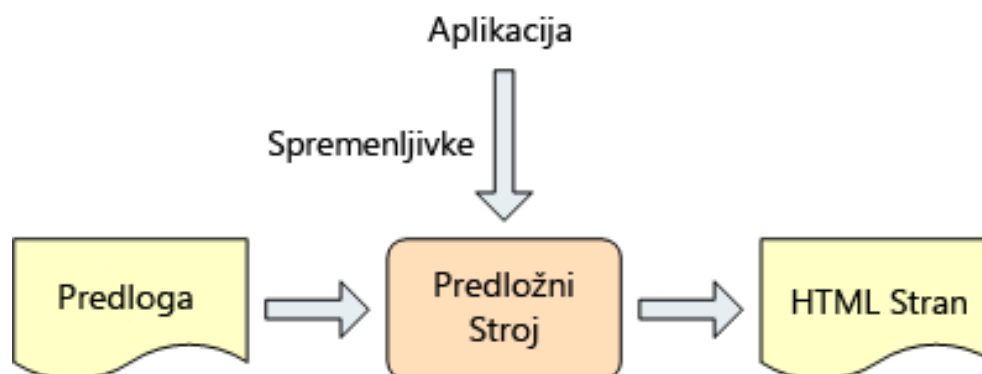 Aplikacija
Spremenljivke
Predloga
Predložni
Stroj
HTML Stran